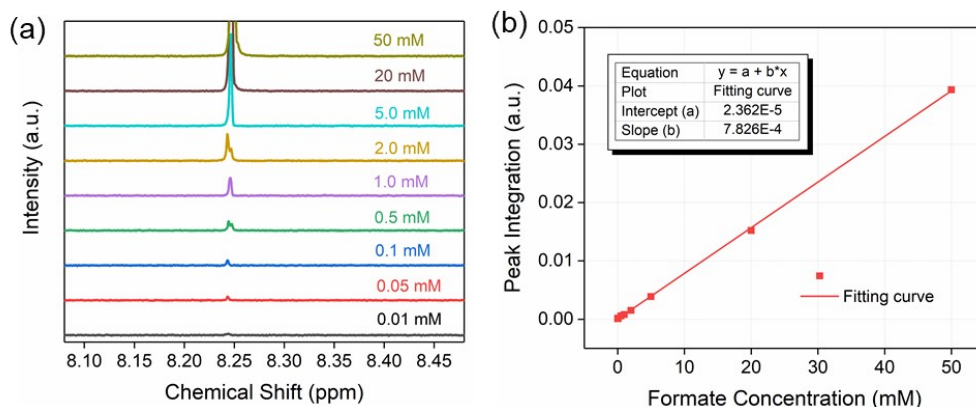 (a)
50 mM
20 mM
5.0 mM
2.0 mM
1.0 mM
0.5 mM
0.1 mM
0.05 mM
0.01 mM
Intensity (a.u.)
8.10 8.15 8.20 8.25 8.30 8.35 8.40 8.45
Chemical Shift (ppm)
(b)
0.05
0.04
0.03
0.02
0.01
0.00
Peak Integration (a.u.)
Equation y = a + b*x
Plot Fitting curve
Intercept (a) 2.362E-5
Slope (b) 7.826E-4
Fitting curve
0 10 20 30 40 50
Formate Concentration (mM)